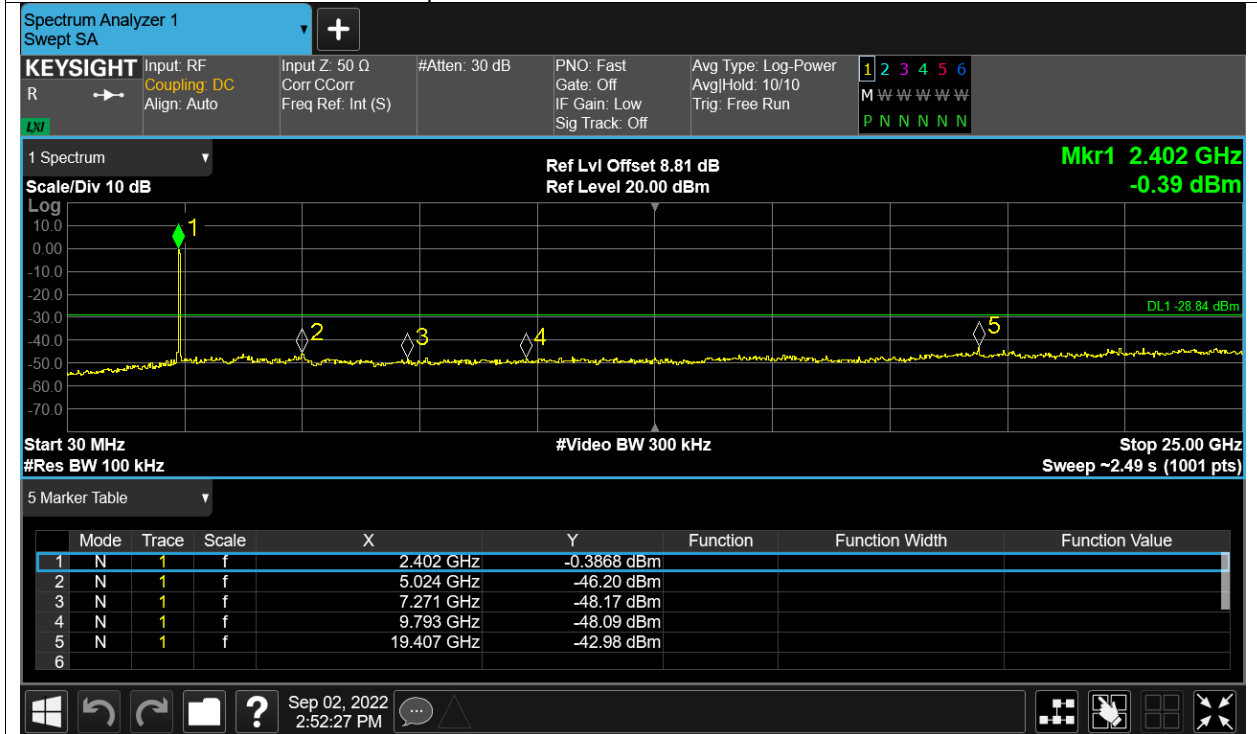 Spectrum Analyzer 1
Swept SA
+
KEYSIGHT
R
LXI
Input: RF
Coupling: DC
Align: Auto
Input Z: 50 Ω
Corr CCorr
Freq Ref: Int (S)
#Atten: 30 dB
PNO: Fast
Gate: Off
IF Gain: Low
Sig Track: Off
Avg Type: Log-Power
Avg|Hold: 10/10
Trig: Free Run
1 2 3 4 5 6
M W W W W W
P N N N N N
1 Spectrum
Scale/Div 10 dB
Ref Lvl Offset 8.81 dB
Ref Level 20.00 dBm
Mkr1 2.402 GHz
-0.39 dBm
Log
10.0
0.00
-10.0
-20.0
-30.0
-40.0
-50.0
-60.0
-70.0
1
2
3
4
5
DL1 -28.84 dBm
Start 30 MHz
#Video BW 300 kHz
Stop 25.00 GHz
#Res BW 100 kHz
Sweep ~2.49 s (1001 pts)
5 Marker Table
Mode Trace Scale X Y Function Function Width Function Value
1 N 1 f 2.402 GHz -0.3868 dBm
2 N 1 f 5.024 GHz -46.20 dBm
3 N 1 f 7.271 GHz -48.17 dBm
4 N 1 f 9.793 GHz -48.09 dBm
5 N 1 f 19.407 GHz -42.98 dBm
6
?
Sep 02, 2022
2:52:27 PM